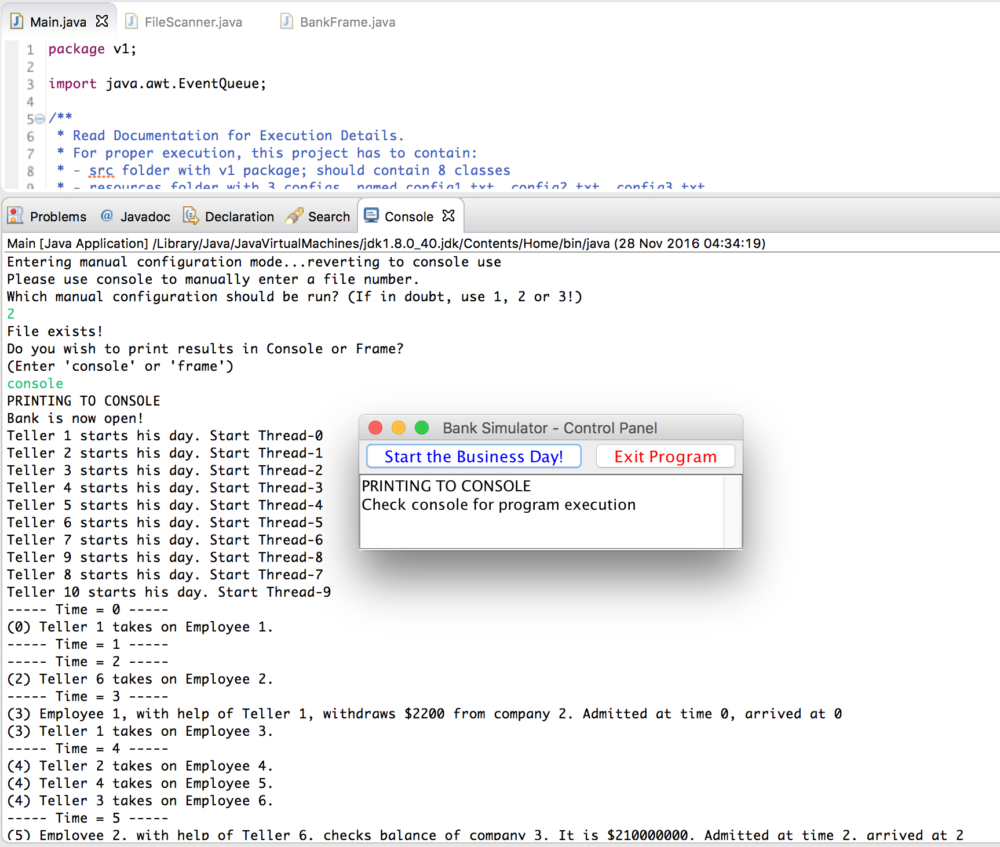 Main.java FileScanner.java BankFrame.java
1 package v1;
2
3 import java.awt.EventQueue;
4
5 /**
6 * Read Documentation for Execution Details.
7 * For proper execution, this project has to contain:
8 * - src folder with v1 package; should contain 8 classes
9 * - resources folder with 3 configs, named config1.txt, config2.txt, config3.txt
Problems @ Javadoc Declaration Search Console
Main [Java Application] /Library/Java/JavaVirtualMachines/jdk1.8.0_40.jdk/Contents/Home/bin/java (28 Nov 2016 04:34:19)
Entering manual configuration mode...reverting to console use
Please use console to manually enter a file number.
Which manual configuration should be run? (If in doubt, use 1, 2 or 3!)
2
File exists!
Do you wish to print results in Console or Frame?
(Enter 'console' or 'frame')
console
PRINTING TO CONSOLE
Bank is now open!
Teller 1 starts his day. Start Thread-0
Teller 2 starts his day. Start Thread-1
Teller 3 starts his day. Start Thread-2
Teller 4 starts his day. Start Thread-3
Teller 5 starts his day. Start Thread-4
Teller 6 starts his day. Start Thread-5
Teller 7 starts his day. Start Thread-6
Teller 9 starts his day. Start Thread-8
Teller 8 starts his day. Start Thread-7
Teller 10 starts his day. Start Thread-9
----- Time = 0 -----
(0) Teller 1 takes on Employee 1.
----- Time = 1 -----
----- Time = 2 -----
(2) Teller 6 takes on Employee 2.
----- Time = 3 -----
(3) Employee 1, with help of Teller 1, withdraws $2200 from company 2. Admitted at time 0, arrived at 0
(3) Teller 1 takes on Employee 3.
----- Time = 4 -----
(4) Teller 2 takes on Employee 4.
(4) Teller 4 takes on Employee 5.
(4) Teller 3 takes on Employee 6.
----- Time = 5 -----
(5) Employee 2, with help of Teller 6, checks balance of company 3. It is $210000000. Admitted at time 2, arrived at 2
Bank Simulator - Control Panel
Start the Business Day! Exit Program
PRINTING TO CONSOLE
Check console for program execution